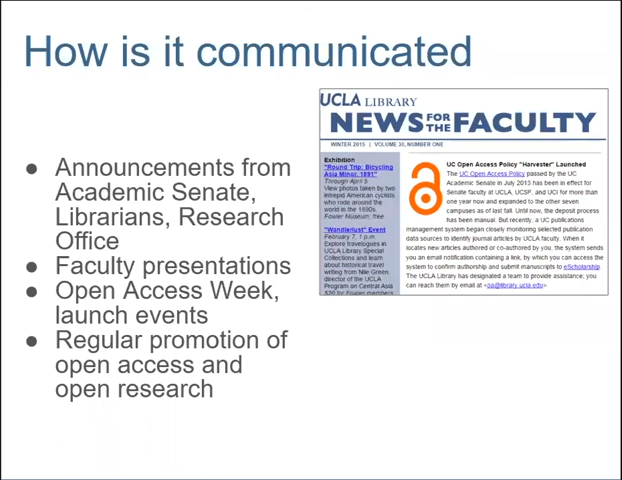 How is it communicated
● Announcements from
Academic Senate,
Librarians, Research
Office
● Faculty presentations
● Open Access Week,
launch events
● Regular promotion of
open access and
open research
UCLA LIBRARY
NEWS FOR THE FACULTY
WINTER 2015 | VOLUME 30, NUMBER ONE
Exhibition
"Round Trip: Bicycling
Asia Minor, 1891"
Through April 5
View photos taken by two
intrepid American cyclists
who rode around the
world in the 1890s.
Fowler Museum, free
"Wanderlust" Event
February 7, 1 p.m.
Explore travelogues in
UCLA Library Special
Collections and learn
about historical travel
writing from Nile Green,
director of the UCLA
Program on Central Asia
$20 for Fowler members
UC Open Access Policy "Harvester" Launched
The UC Open Access Policy passed by the UC
Academic Senate in July 2013 has been in effect for
Senate faculty at UCLA, UCSF, and UCI for more than
one year now and expanded to the other seven
campuses as of last fall. Until now, the deposit process
has been manual. But recently, a UC publications
management system began closely monitoring selected publication
data sources to identify journal articles by UCLA faculty. When it
locates new articles authored or co-authored by you, the system sends
you an email notification containing a link, by which you can access the
system to confirm authorship and submit manuscripts to eScholarship.
The UCLA Library has designated a team to provide assistance; you
can reach them by email at <oa@library.ucla.edu>